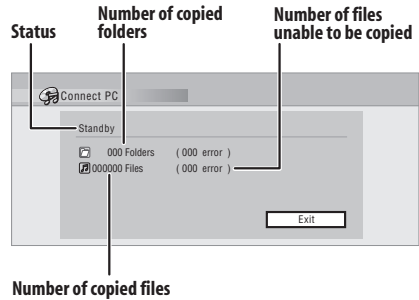 Status
Number of copied
folders
Number of files
unable to be copied
Connect PC
Standby
000 Folders ( 000 error )
000000 Files ( 000 error )
Exit
Number of copied files